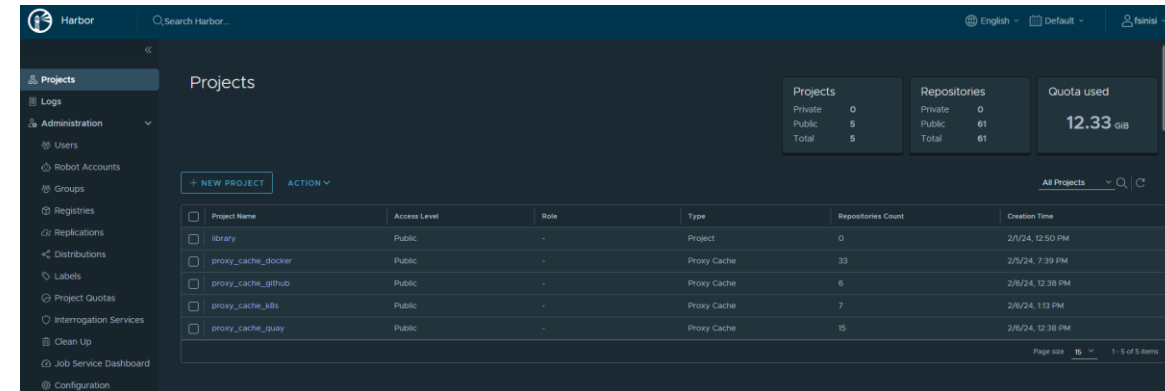 Harbor
Search Harbor...
English
Default
fsinisi
Projects
Logs
Administration
Users
Robot Accounts
Groups
Registries
Replications
Distributions
Labels
Project Quotas
Interrogation Services
Clean Up
Job Service Dashboard
Configuration
Projects
Projects
Private 0
Public 5
Total 5
Repositories
Private 0
Public 61
Total 61
Quota used
12.33 GiB
+ NEW PROJECT ACTION
All Projects
Project Name Access Level Role Type Repositories Count Creation Time
library Public - Project 0 2/1/24, 12:50 PM
proxy_cache_docker Public - Proxy Cache 33 2/5/24, 7:39 PM
proxy_cache_github Public - Proxy Cache 6 2/6/24, 12:38 PM
proxy_cache_k8s Public - Proxy Cache 7 2/6/24, 1:13 PM
proxy_cache_quay Public - Proxy Cache 15 2/6/24, 12:38 PM
Page size 15 1 - 5 of 5 items